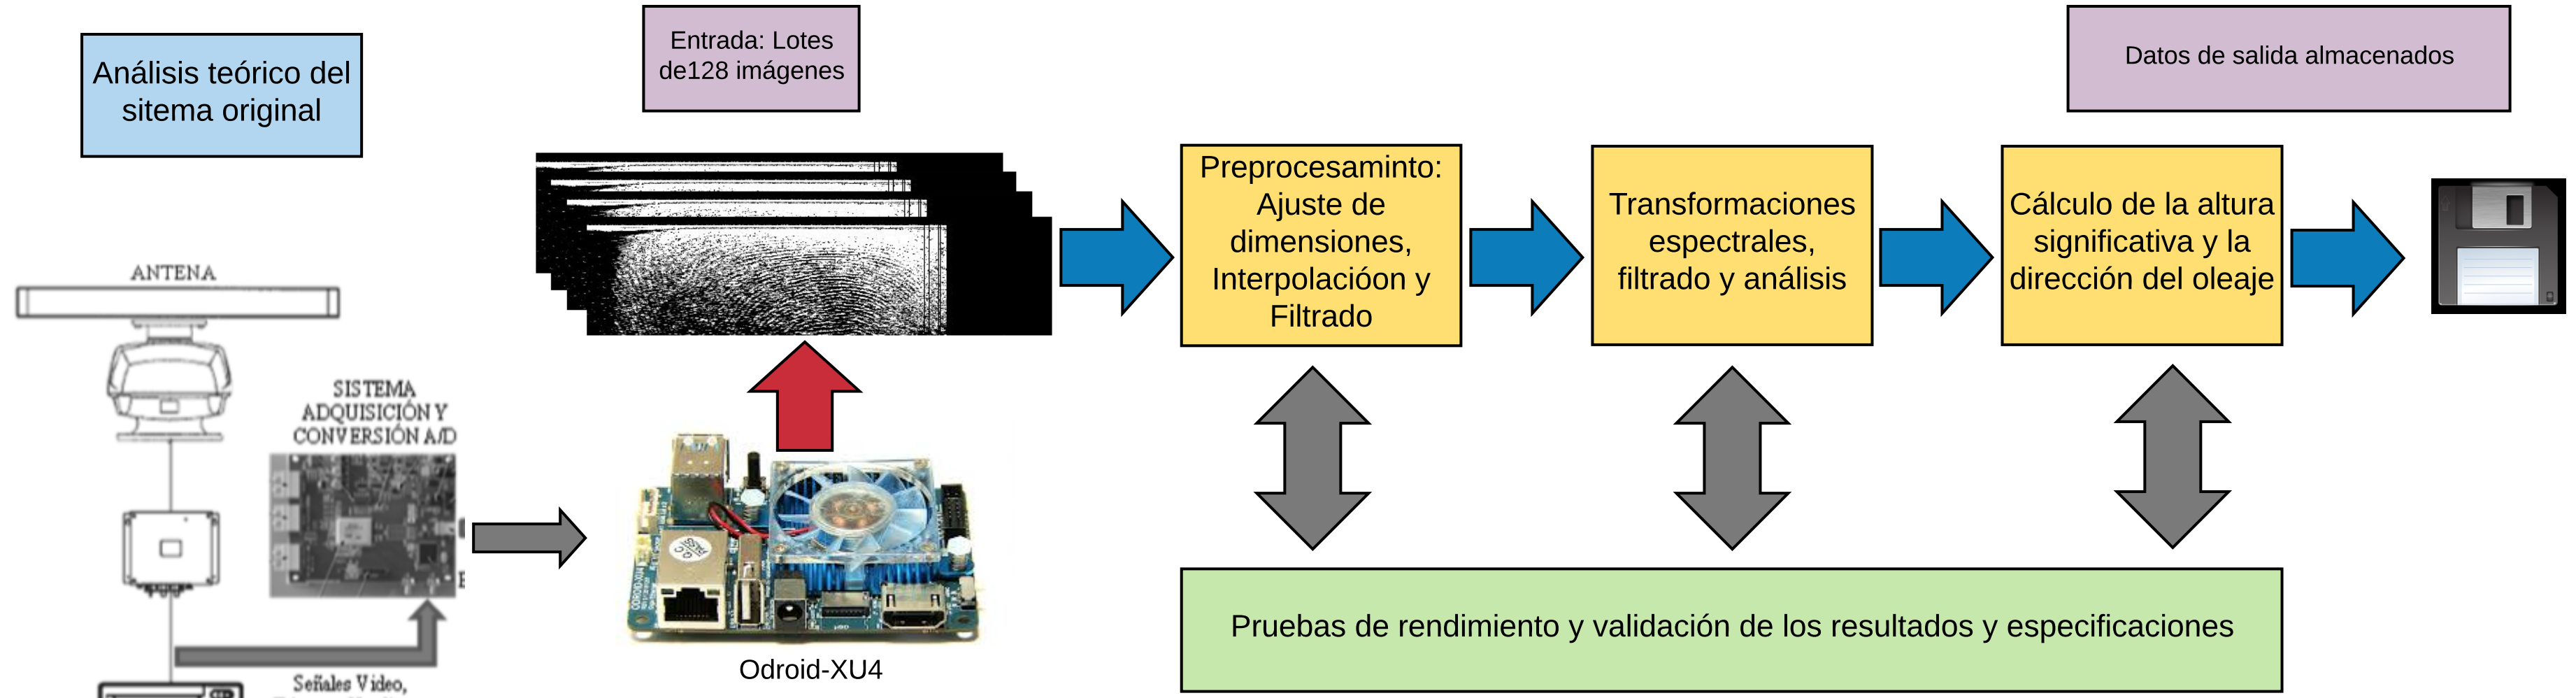 Análisis teórico del
sitema original
Entrada: Lotes
de128 imágenes
Datos de salida almacenados
ANTENA
SISTEMA
ADQUISICIÓN Y
CONVERSIÓN A/D
Señales Video,
Odroid-XU4
Preprocesaminto:
Ajuste de
dimensiones,
Interpolacióon y
Filtrado
Transformaciones
espectrales,
filtrado y análisis
Cálculo de la altura
significativa y la
dirección del oleaje
Pruebas de rendimiento y validación de los resultados y especificaciones